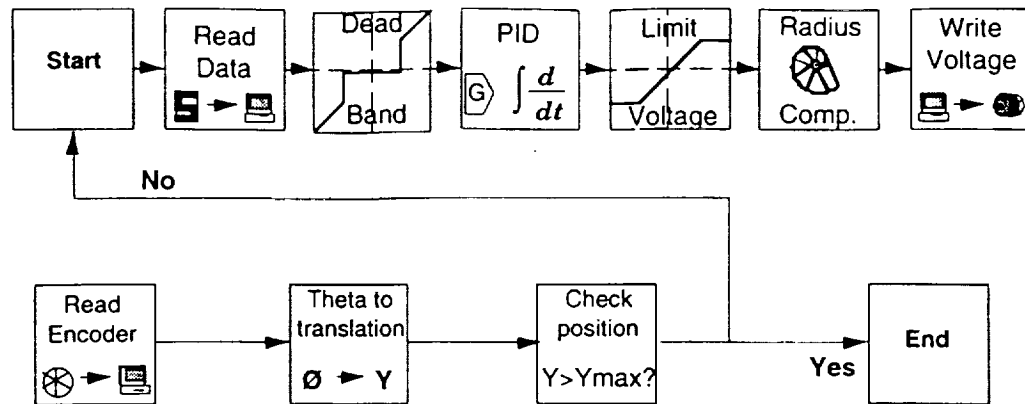 Start
Read
Data
Dead
Band
PID
G ∫ d/dt
Limit
Voltage
Radius
Comp.
Write
Voltage
No
Read
Encoder
Theta to
translation
Ø Y
Check
position
Y>Ymax?
Yes
End